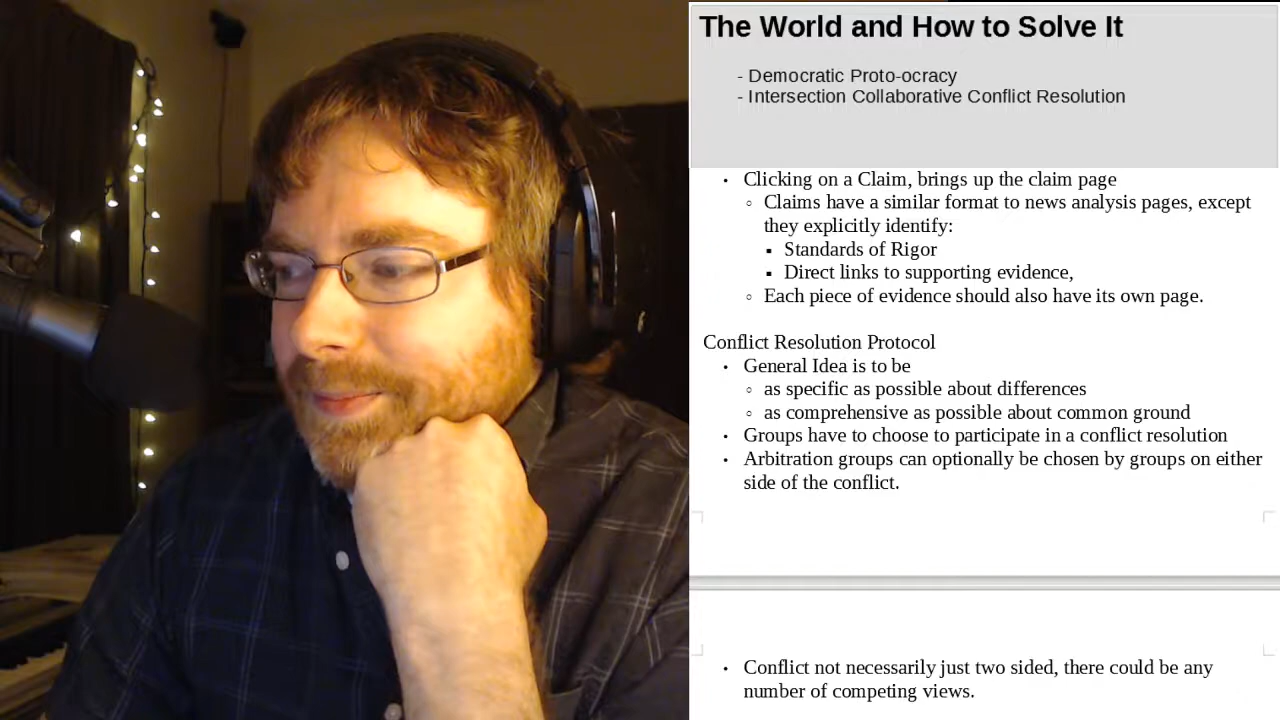 The World and How to Solve It
- Democratic Proto-ocracy
- Intersection Collaborative Conflict Resolution
• Clicking on a Claim, brings up the claim page
◦ Claims have a similar format to news analysis pages, except
they explicitly identify:
▪ Standards of Rigor
▪ Direct links to supporting evidence,
◦ Each piece of evidence should also have its own page.
Conflict Resolution Protocol
• General Idea is to be
◦ as specific as possible about differences
◦ as comprehensive as possible about common ground
• Groups have to choose to participate in a conflict resolution
• Arbitration groups can optionally be chosen by groups on either
side of the conflict.
• Conflict not necessarily just two sided, there could be any
number of competing views.